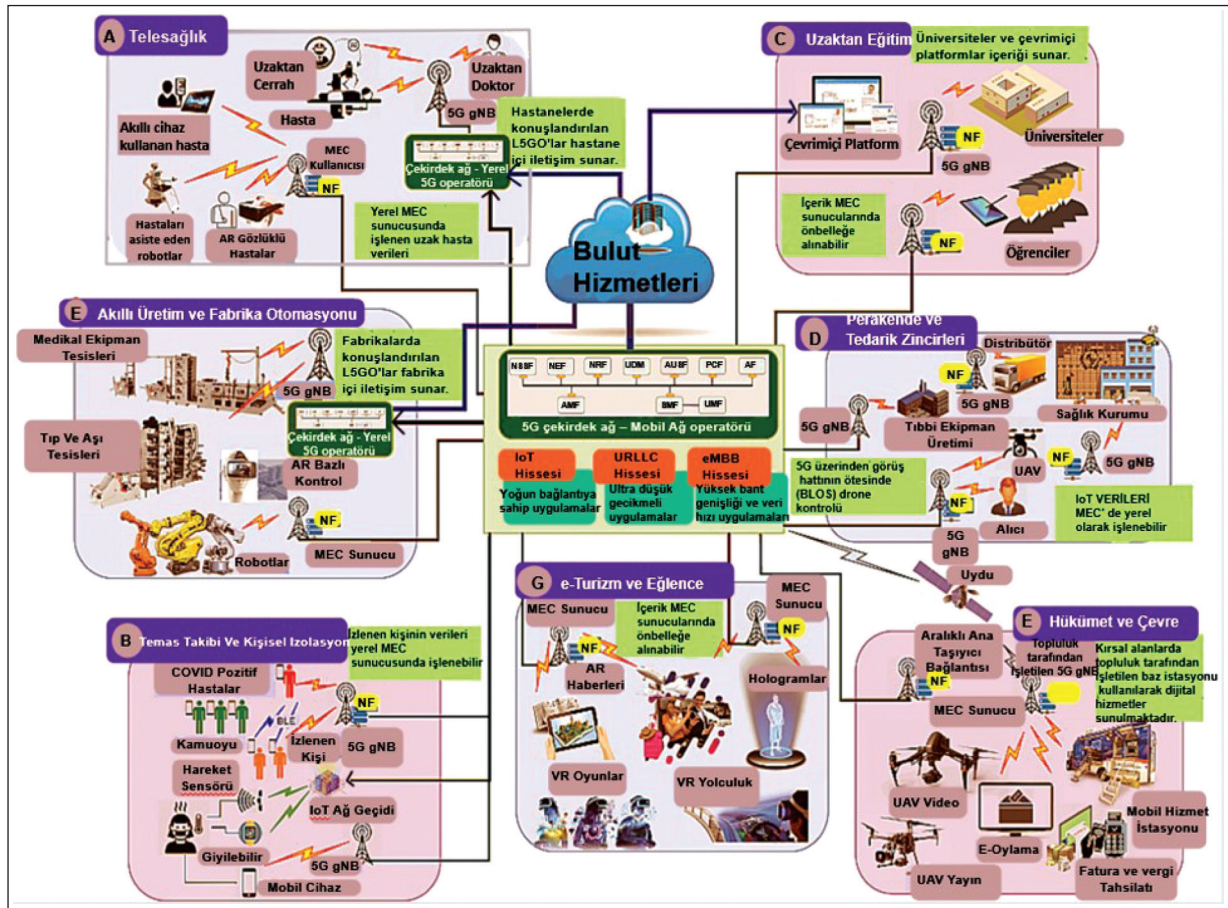 A Telesağlık
Uzaktan
Cerrah
Hasta
Uzaktan
Doktor
5G gNB
Akıllı cihaz
kullanan hasta
MEC
Kullanıcısı
NF
Hastaları
asiste eden
robotlar
AR Gözlüklü
Hastalar
Çekirdek ağ - Yerel
5G operatörü
Hastanelerde
konuşlandırılan
L5GO'lar hastane
içi iletişim sunar.
Yerel MEC
sunucusunda
işlenen uzak hasta
verileri
Bulut
Hizmetleri
C Uzaktan Eğitim
Üniversiteler ve çevrimiçi
platformlar içeriği sunar.
Çevrimiçi Platform
NF
5G gNB
Üniversiteler
İçerik MEC
sunucularında
önbelleğe
alınabilir
NF
Öğrenciler
E Akıllı Üretim ve Fabrika Otomasyonu
Medikal Ekipman
Tesisleri
5G gNB
Fabrikalarda
konuşlandırılan
L5GO'lar fabrika
içi iletişim sunar.
Çekirdek ağ - Yerel
5G operatörü
Tıp Ve Aşı
Tesisleri
AR Bazlı
Kontrol
NF
Robotlar
MEC Sunucu
NSSF
NEF
NRF
UDM
AUSF
PCF
AF
AMF
SMF
UMF
5G çekirdek ağ – Mobil Ağ operatörü
IoT
Hissesi
URLLC
Hissesi
eMBB
Hissesi
Yoğun bağlantıya
sahip uygulamalar
Ultra düşük
gecikmeli
uygulamalar
Yüksek bant
genişliği ve veri
hızı uygulamaları
D Perakende ve
Tedarik Zincirleri
Distribütör
NF
5G gNB
5G gNB
Tıbbi Ekipman
Üretimi
Sağlık Kurumu
UAV
NF
5G gNB
NF
Alıcı
5G
gNB
5G üzerinden görüş
hattının ötesinde
(BLOS) drone
kontrolü
IoT VERİLERİ
MEC' de yerel
olarak işlenebilir
Uydu
B Temas Takibi Ve Kişisel Izolasyon
İzlenen kişinin verileri
yerel MEC
sunucusunda işlenebilir
COVID Pozitif
Hastalar
BLE
NF
Kamuoyu
İzlenen
Kişi
5G gNB
Hareket
Sensörü
IoT Ağ Geçidi
Giyilebilir
5G gNB
Mobil Cihaz
G e-Turizm ve Eğlence
MEC Sunucu
İçerik MEC
sunucularında
önbelleğe
alınabilir
MEC
Sunucu
NF
NF
AR
Haberleri
Hologramlar
VR Oyunlar
VR Yolculuk
E Hükümet ve Çevre
Aralıklı Ana
Taşıyıcı
Bağlantısı
Topluluk
tarafından
işletilen 5G gNB
Kırsal alanlarda
topluluk tarafından
işletilen baz istasyonu
kullanılarak dijital
hizmetler
sunulmaktadır.
NF
MEC Sunucu
UAV Video
E-Oylama
Mobil Hizmet
İstasyonu
UAV Yayın
Fatura ve vergi
Tahsilatı